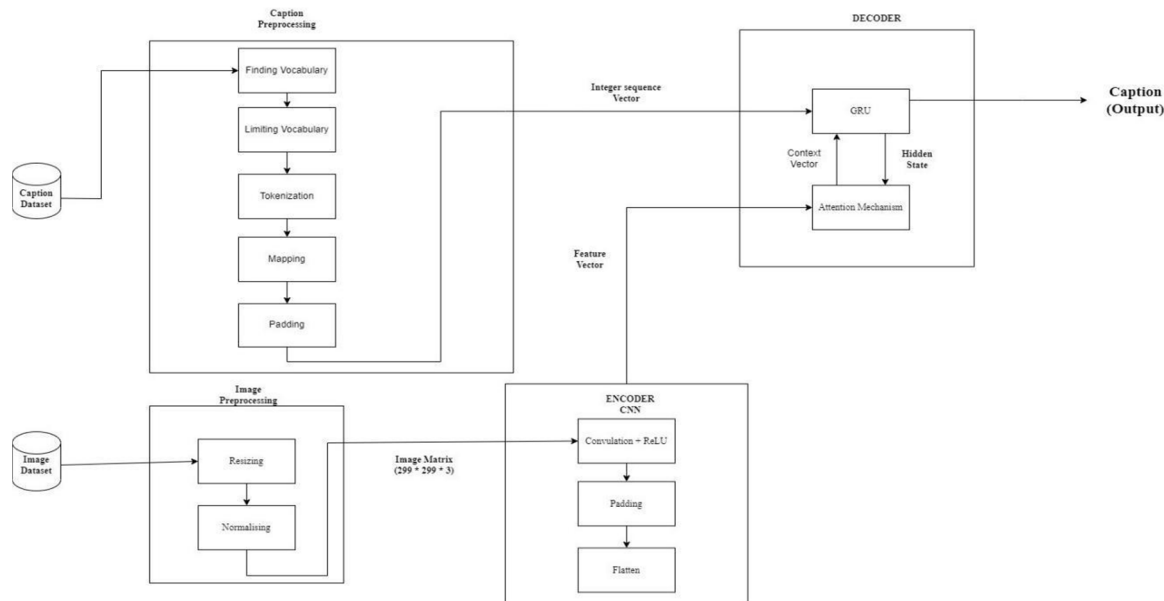 Caption
Preprocessing
Finding Vocabulary
Limiting Vocabulary
Tokenization
Mapping
Padding
Caption
Dataset
Integer sequence
Vector
DECODER
GRU
Context
Vector
Hidden
State
Attention Mechanism
Caption
(Output)
Feature
Vector
Image
Preprocessing
Image
Dataset
Resizing
Normalising
Image Matrix
(299 * 299 * 3)
ENCODER
CNN
Convulation + ReLU
Padding
Flatten